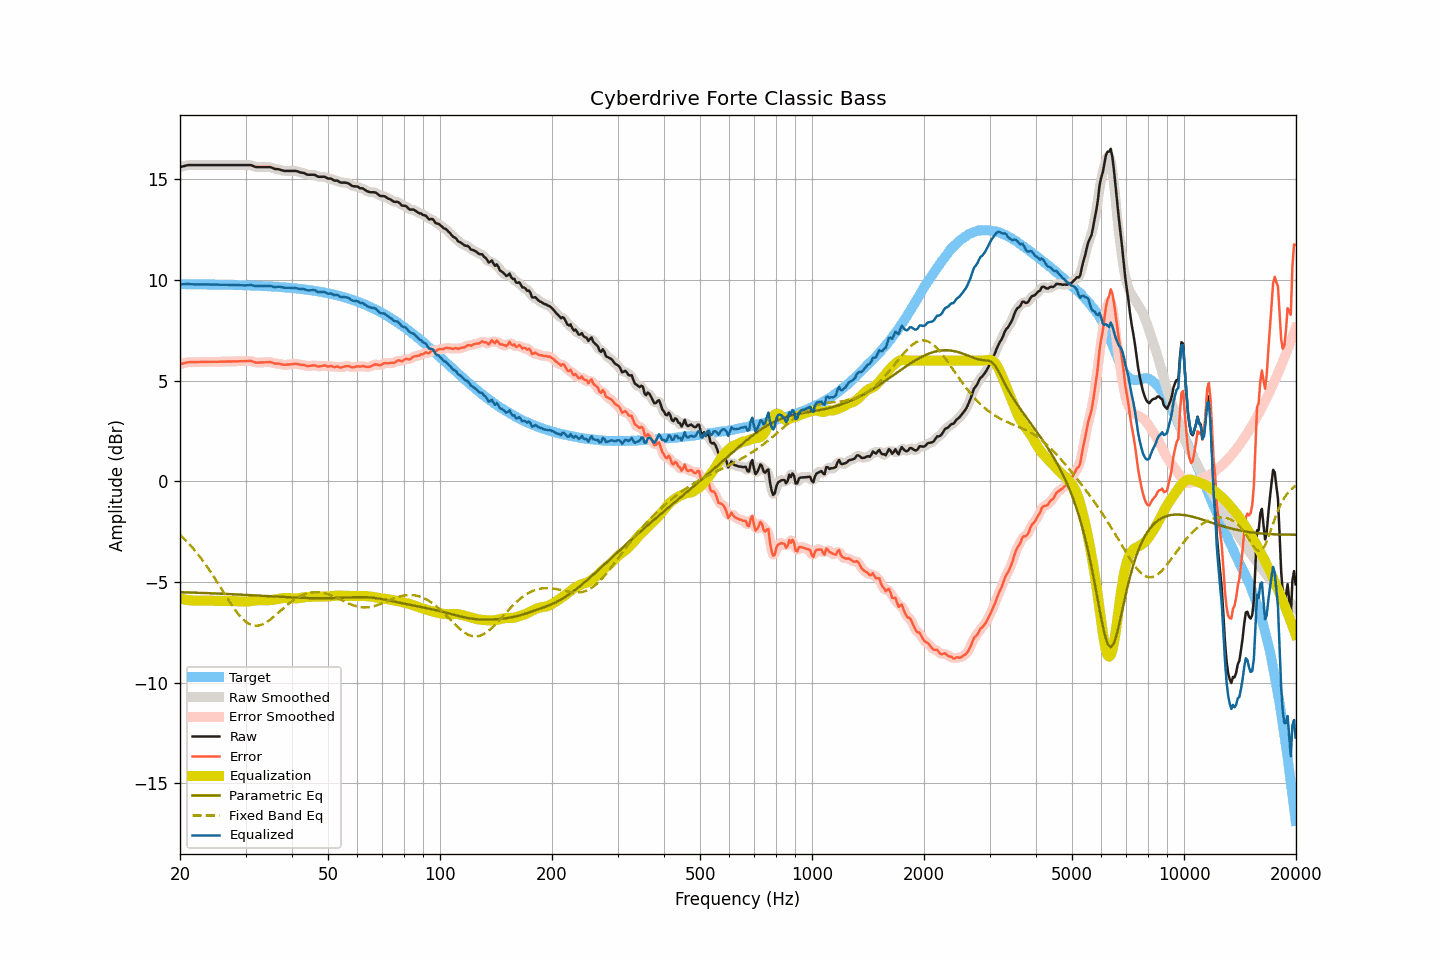 Cyberdrive Forte Classic Bass
Amplitude (dBr)
15
10
5
0
−5
−10
−15
Target
Raw Smoothed
Error Smoothed
Raw
Error
Equalization
Parametric Eq
Fixed Band Eq
Equalized
20 50 100 200 500 1000 2000 5000 10000 20000
Frequency (Hz)